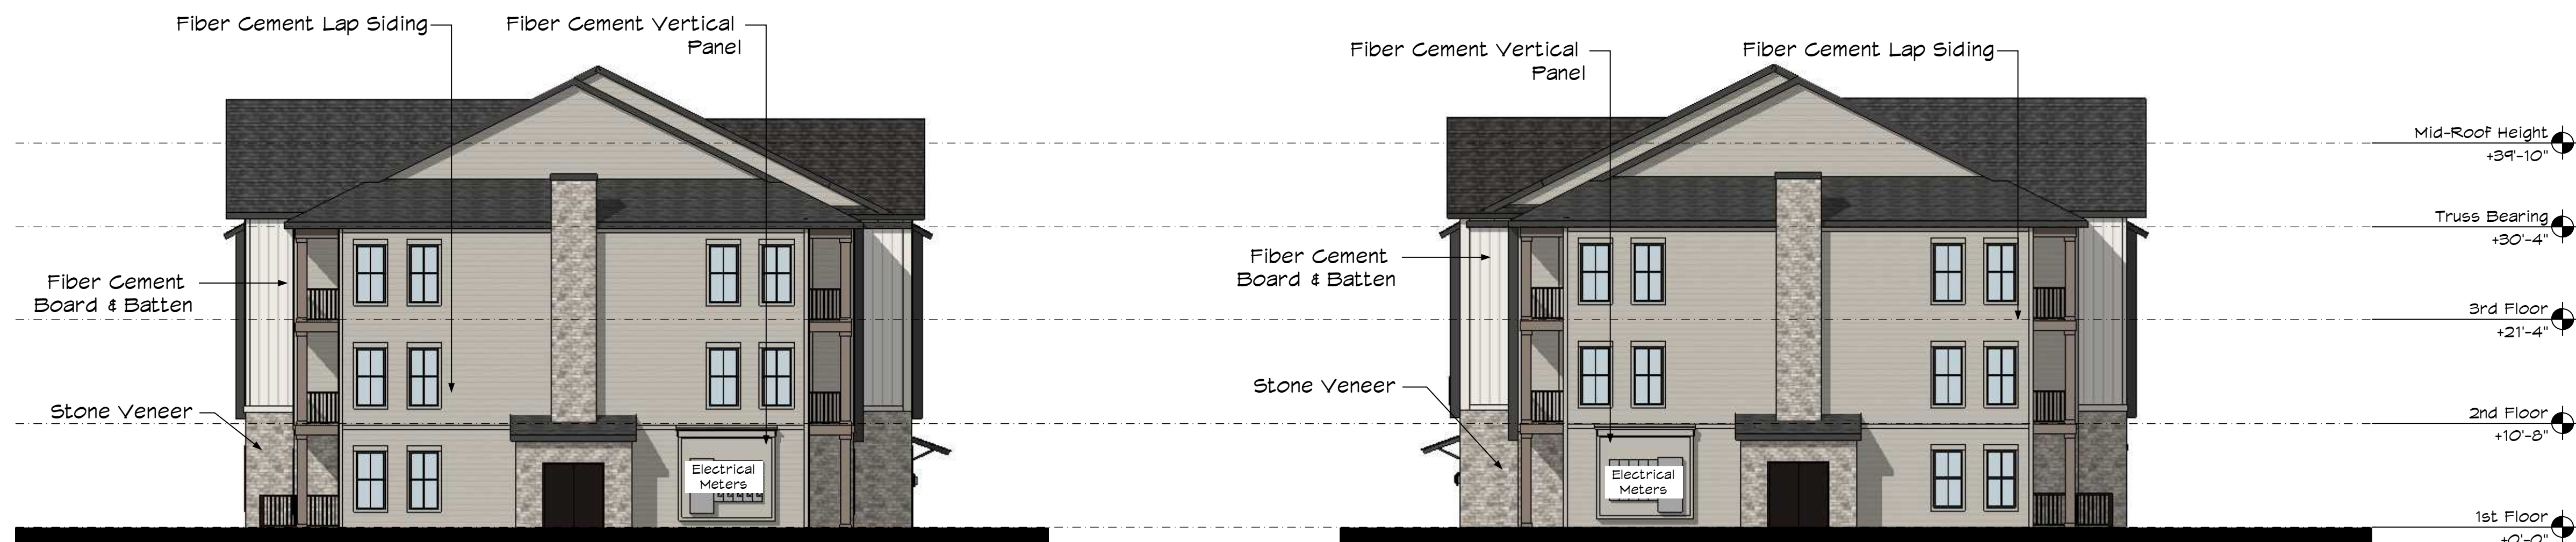 Fiber Cement Lap Siding
Fiber Cement Vertical
Panel
Fiber Cement
Board & Batten
Stone Veneer
Electrical
Meters
Fiber Cement Vertical
Panel
Fiber Cement Lap Siding
Fiber Cement
Board & Batten
Stone Veneer
Electrical
Meters
Mid-Roof Height
+39'-10"
Truss Bearing
+30'-4"
3rd Floor
+21'-4"
2nd Floor
+10'-8"
1st Floor
+0'-0"